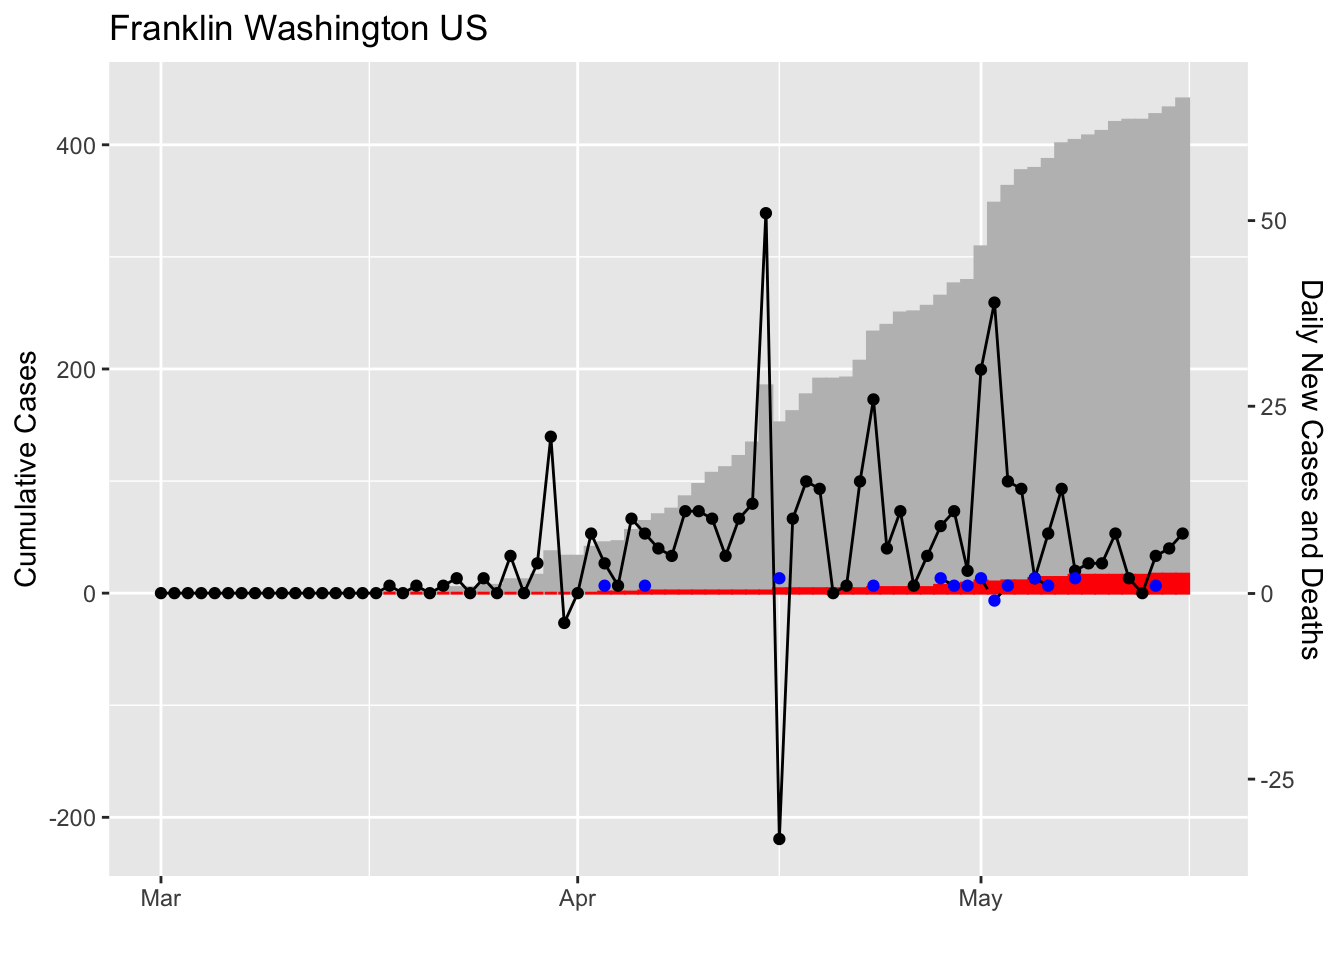 Franklin Washington US
Cumulative Cases
400
200
0
-200
50
25
0
-25
Daily New Cases and Deaths
Mar
Apr
May